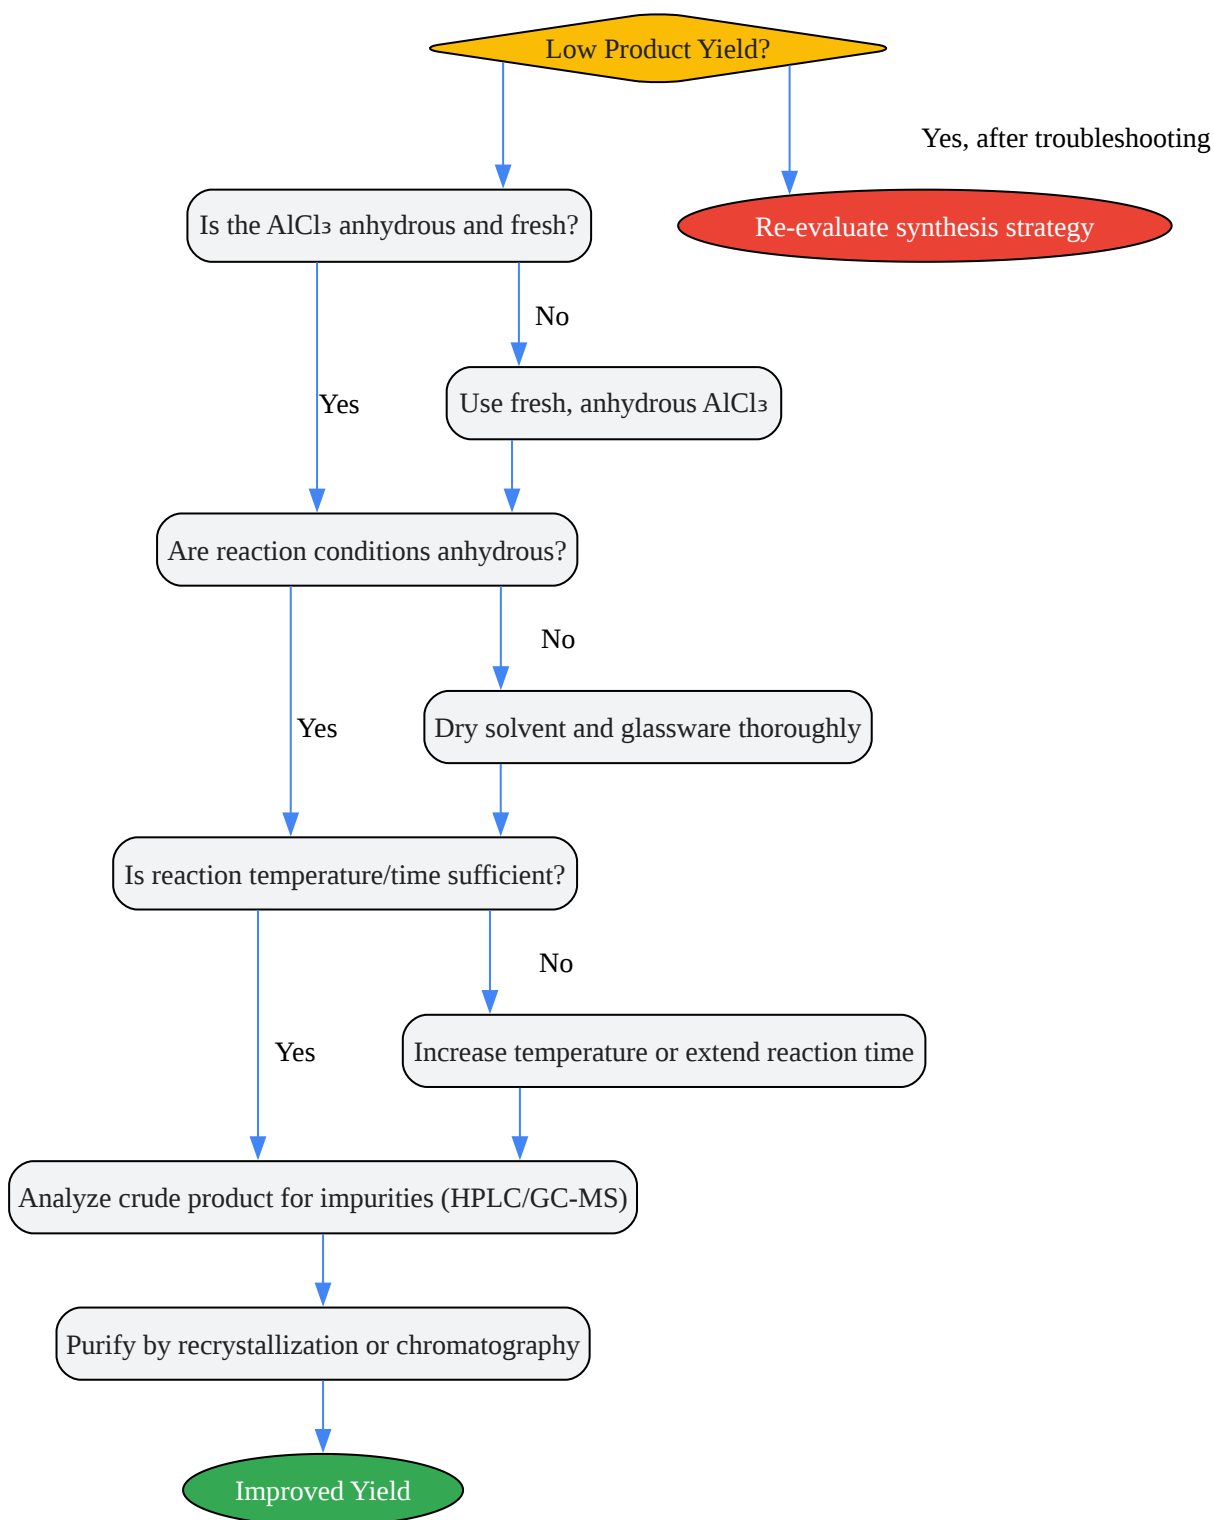 Low Product Yield?
Yes, after troubleshooting
Is the AlCl₃ anhydrous and fresh?
Re-evaluate synthesis strategy
No
Yes
Use fresh, anhydrous AlCl₃
Are reaction conditions anhydrous?
No
Yes
Dry solvent and glassware thoroughly
Is reaction temperature/time sufficient?
No
Yes
Increase temperature or extend reaction time
Analyze crude product for impurities (HPLC/GC-MS)
Purify by recrystallization or chromatography
Improved Yield